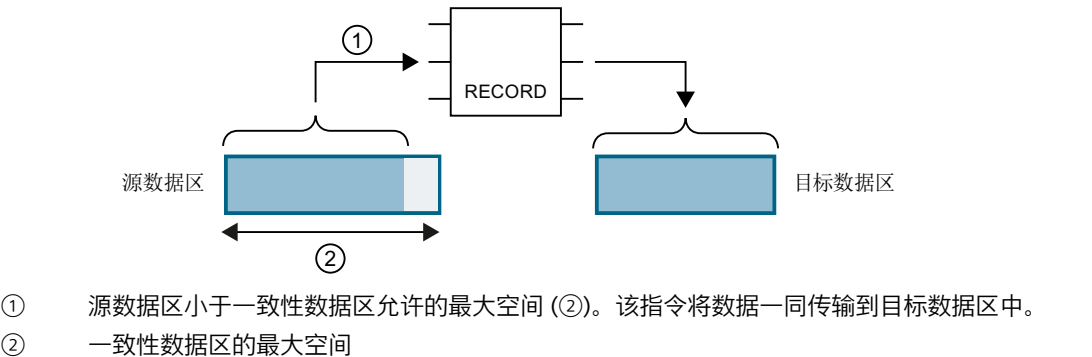 ①
RECORD
源数据区
目标数据区
②
① 源数据区小于一致性数据区允许的最大空间 (②)。该指令将数据一同传输到目标数据区中。
② 一致性数据区的最大空间